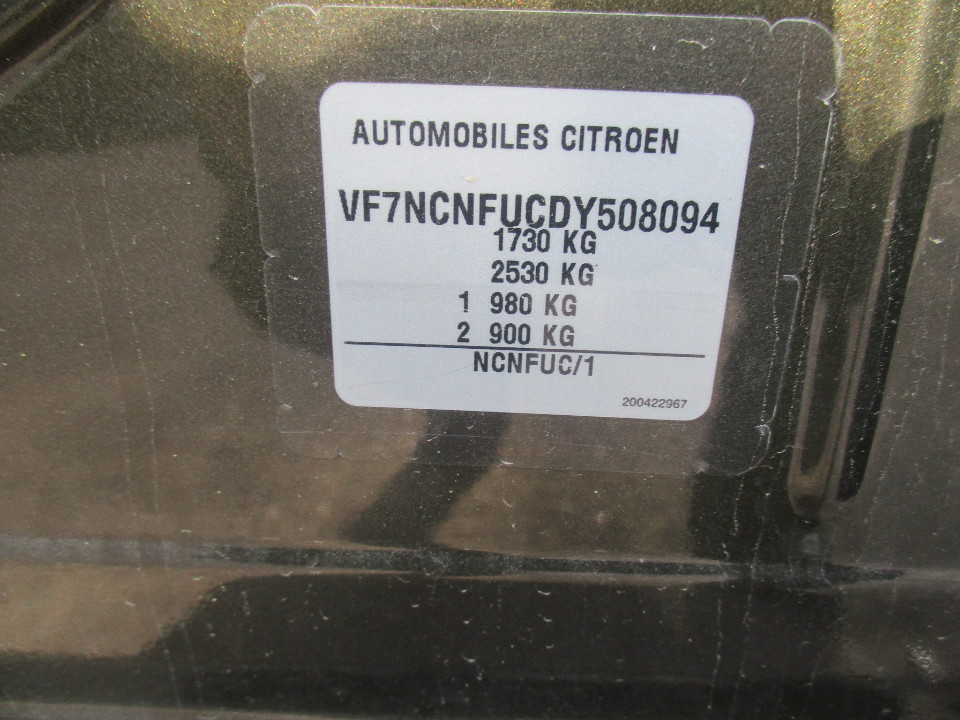 AUTOMOBILES CITROEN
VF7NCNFUCDY508094
1730 KG
2530 KG
1 980 KG
2 900 KG
NCNFUC/1
200422967